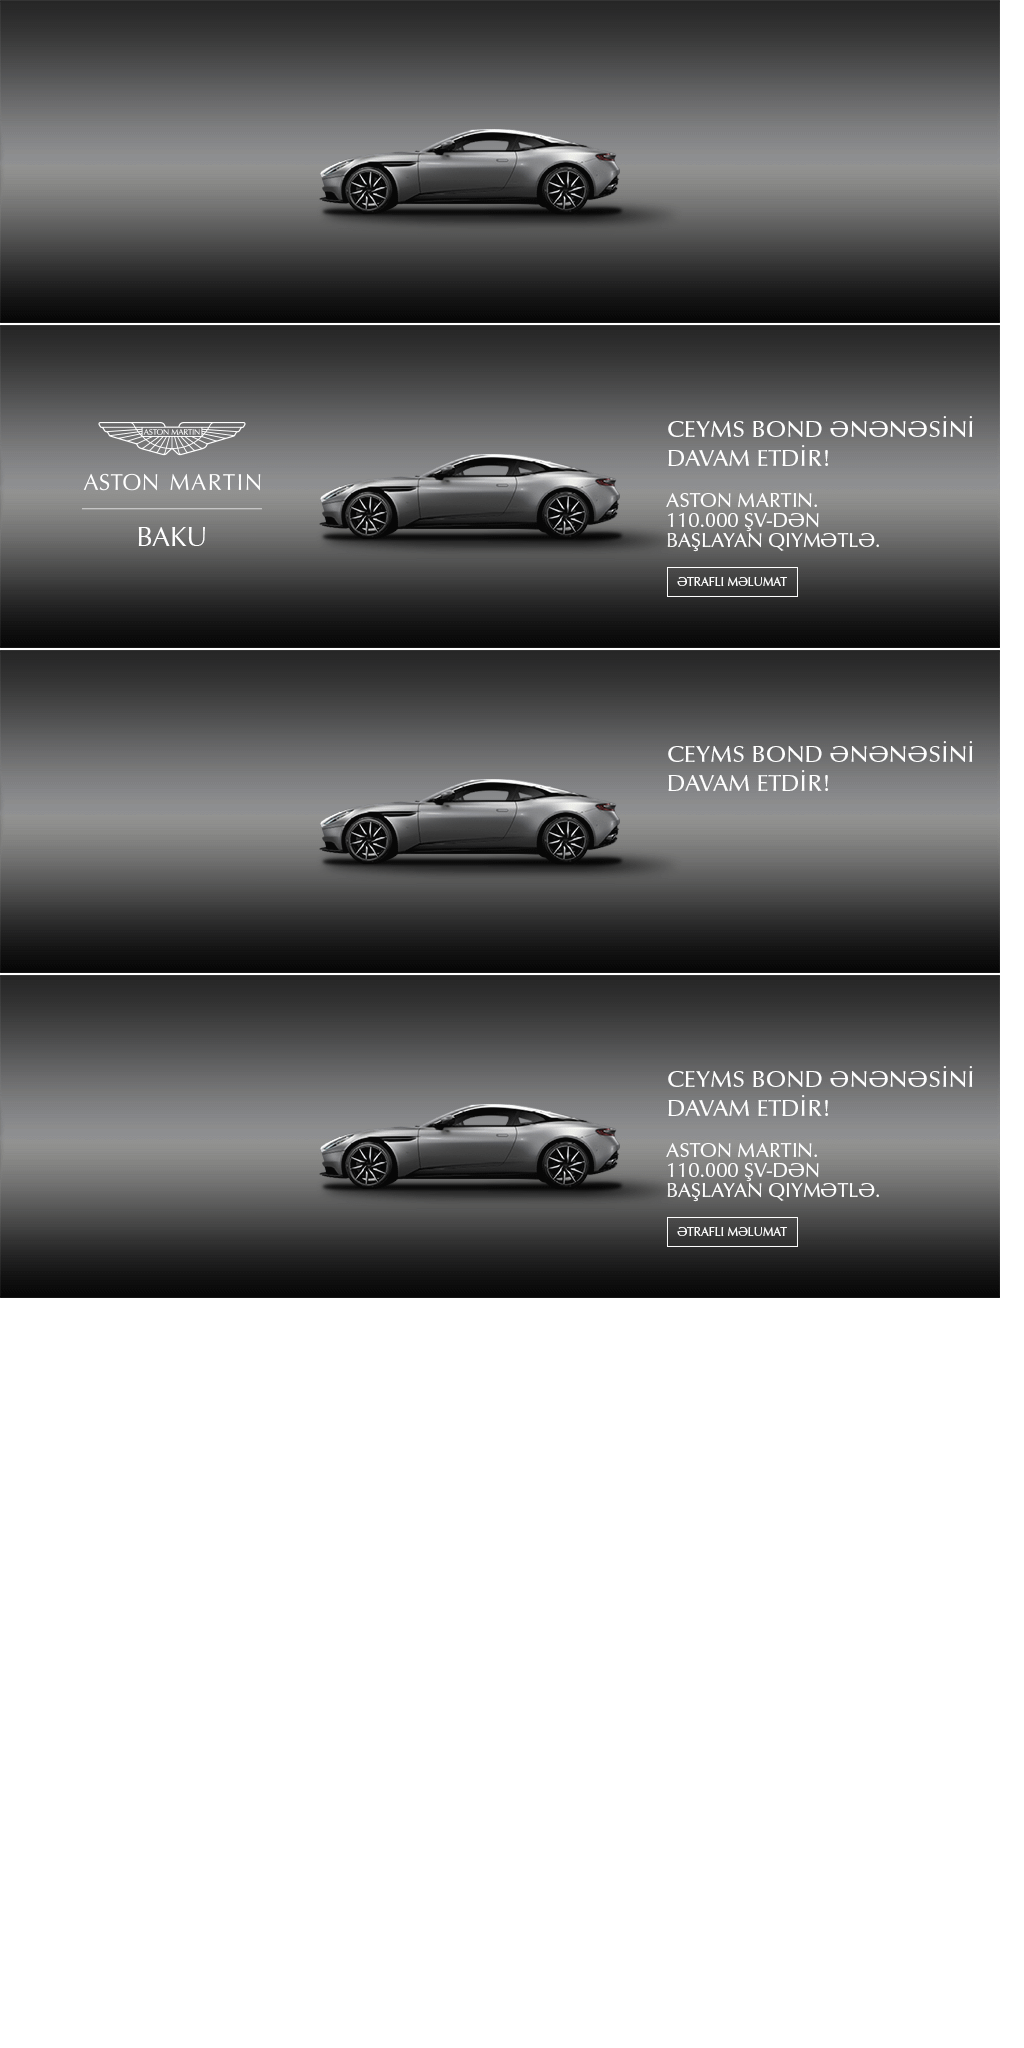 ASTON MARTIN
ASTON MARTIN
BAKU
CEYMS BOND ƏNƏNƏSİNİ
DAVAM ETDİR!
ASTON MARTIN.
110.000 ŞV-DƏN
BAŞLAYAN QIYMƏTLƏ.
ƏTRAFLI MƏLUMAT
CEYMS BOND ƏNƏNƏSİNİ
DAVAM ETDİR!
CEYMS BOND ƏNƏNƏSİNİ
DAVAM ETDİR!
ASTON MARTIN.
110.000 ŞV-DƏN
BAŞLAYAN QIYMƏTLƏ.
ƏTRAFLI MƏLUMAT